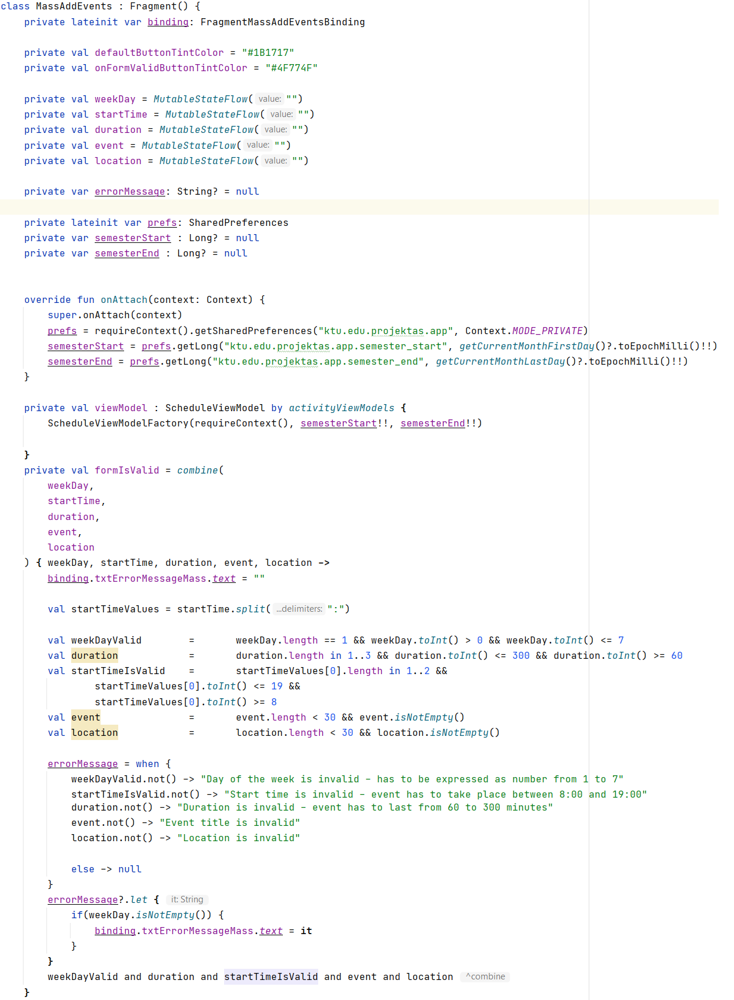 class MassAddEvents : Fragment() {
private lateinit var binding: FragmentMassAddEventsBinding
private val defaultButtonTintColor = "#1B1717"
private val onFormValidButtonTintColor = "#4F774F"
private val weekDay = MutableStateFlow( value: "")
private val startTime = MutableStateFlow( value: "")
private val duration = MutableStateFlow( value: "")
private val event = MutableStateFlow( value: "")
private val location = MutableStateFlow( value: "")
private var errorMessage: String? = null
private lateinit var prefs: SharedPreferences
private var semesterStart : Long? = null
private var semesterEnd : Long? = null
override fun onAttach(context: Context) {
super.onAttach(context)
prefs = requireContext().getSharedPreferences("ktu.edu.projektas.app", Context.MODE_PRIVATE)
semesterStart = prefs.getLong("ktu.edu.projektas.app.semester_start", getCurrentMonthFirstDay()?.toEpochMilli()!!)
semesterEnd = prefs.getLong("ktu.edu.projektas.app.semester_end", getCurrentMonthLastDay()?.toEpochMilli()!!)
}
private val viewModel : ScheduleViewModel by activityViewModels {
ScheduleViewModelFactory(requireContext(), semesterStart!!, semesterEnd!!)
}
private val formIsValid = combine(
weekDay,
startTime,
duration,
event,
location
) { weekDay, startTime, duration, event, location ->
binding.txtErrorMessageMass.text = ""
val startTimeValues = startTime.split( ...delimiters: ":")
val weekDayValid = weekDay.length == 1 && weekDay.toInt() > 0 && weekDay.toInt() <= 7
val duration = duration.length in 1..3 && duration.toInt() <= 300 && duration.toInt() >= 60
val startTimeIsValid = startTimeValues[0].length in 1..2 &&
startTimeValues[0].toInt() <= 19 &&
startTimeValues[0].toInt() >= 8
val event = event.length < 30 && event.isNotEmpty()
val location = location.length < 30 && location.isNotEmpty()
errorMessage = when {
weekDayValid.not() -> "Day of the week is invalid - has to be expressed as number from 1 to 7"
startTimeIsValid.not() -> "Start time is invalid - event has to take place between 8:00 and 19:00"
duration.not() -> "Duration is invalid - event has to last from 60 to 300 minutes"
event.not() -> "Event title is invalid"
location.not() -> "Location is invalid"
else -> null
}
errorMessage?.let { it: String
if(weekDay.isNotEmpty()) {
binding.txtErrorMessageMass.text = it
}
}
weekDayValid and duration and startTimeIsValid and event and location ^combine
}